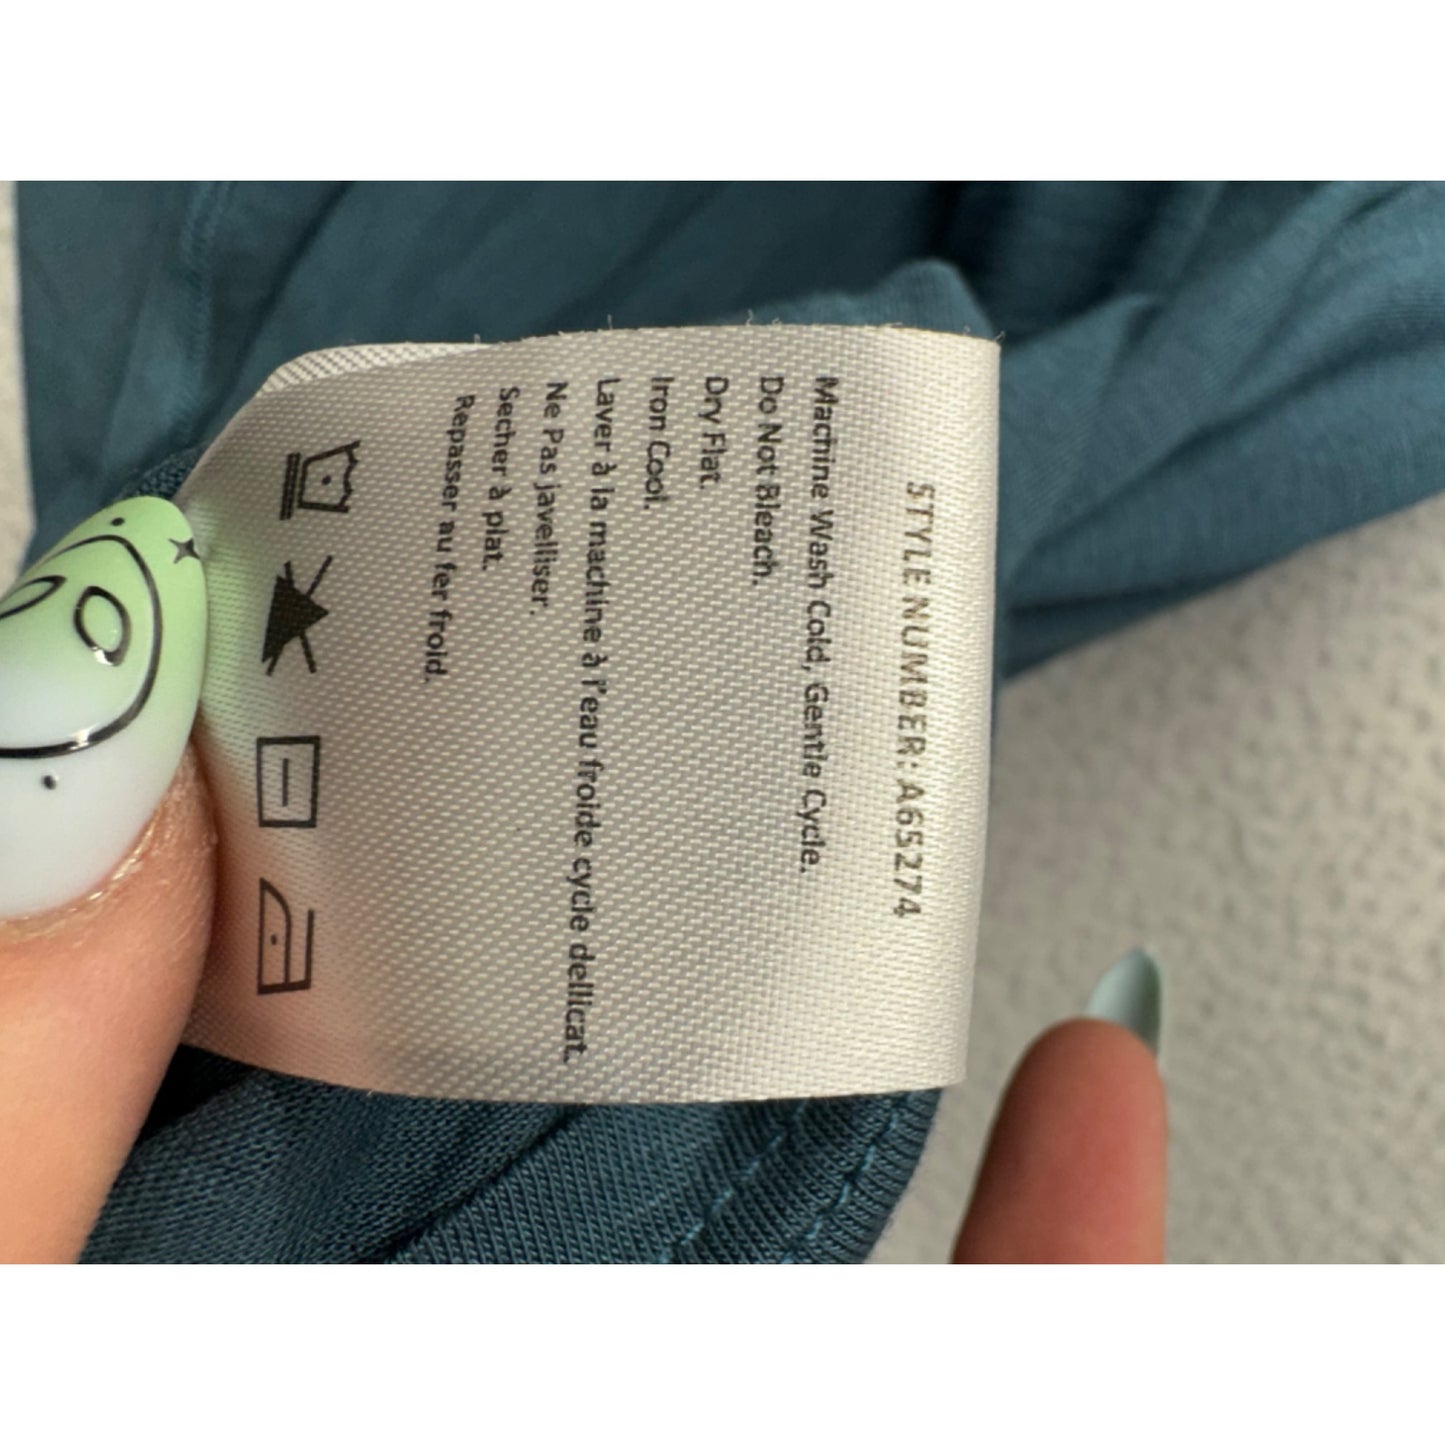 STYLE NUMBER: A65274
Machine Wash Cold, Gentle Cycle.
Do Not Bleach.
Dry Flat.
Iron Cool.
Laver à la machine à l'eau froide cycle dellicat.
Ne Pas javelliser.
Secher à plat.
Repasser au fer froid.